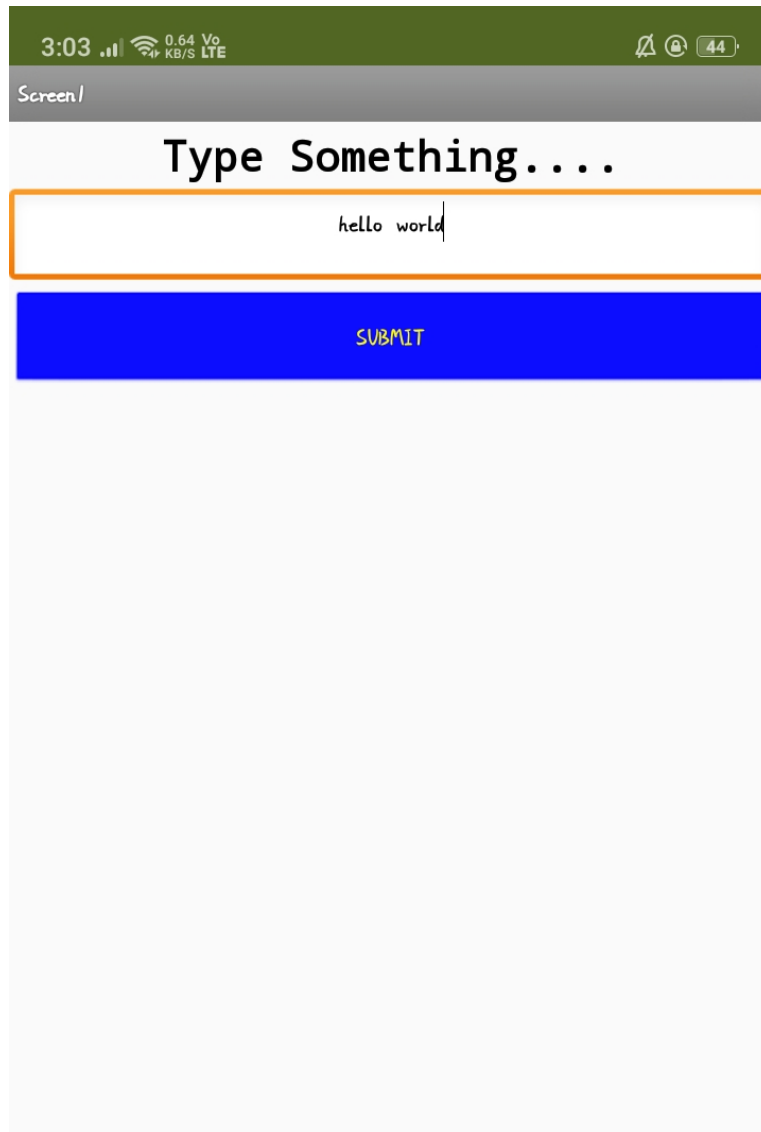 3:03 0.64 KB/S Vo LTE 44
Screen1
Type Something....
hello world
SUBMIT